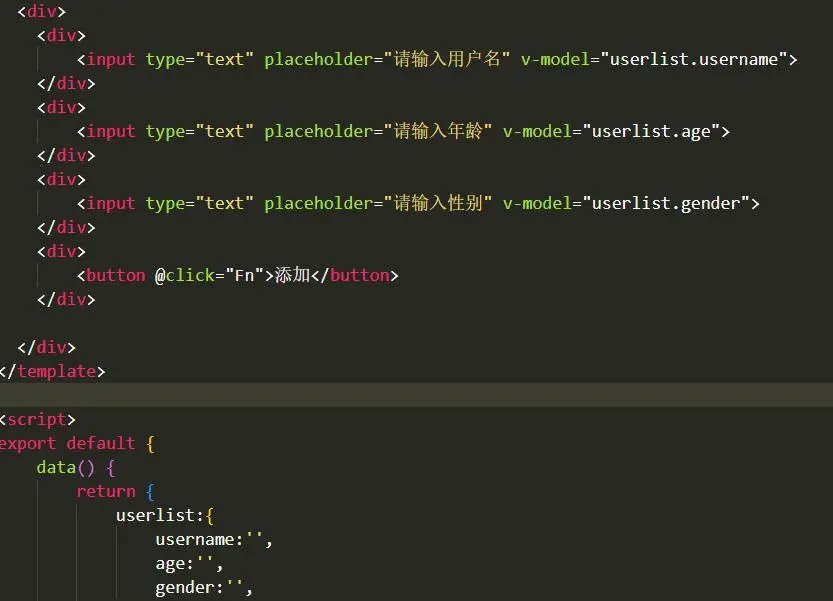 <div>
<div>
<input type="text" placeholder="请输入用户名" v-model="userlist.username">
</div>
<div>
<input type="text" placeholder="请输入年龄" v-model="userlist.age">
</div>
<div>
<input type="text" placeholder="请输入性别" v-model="userlist.gender">
</div>
<div>
<button @click="Fn">添加</button>
</div>
</div>
</template>
<script>
export default {
data() {
return {
userlist:{
username:'',
age:'',
gender:'',